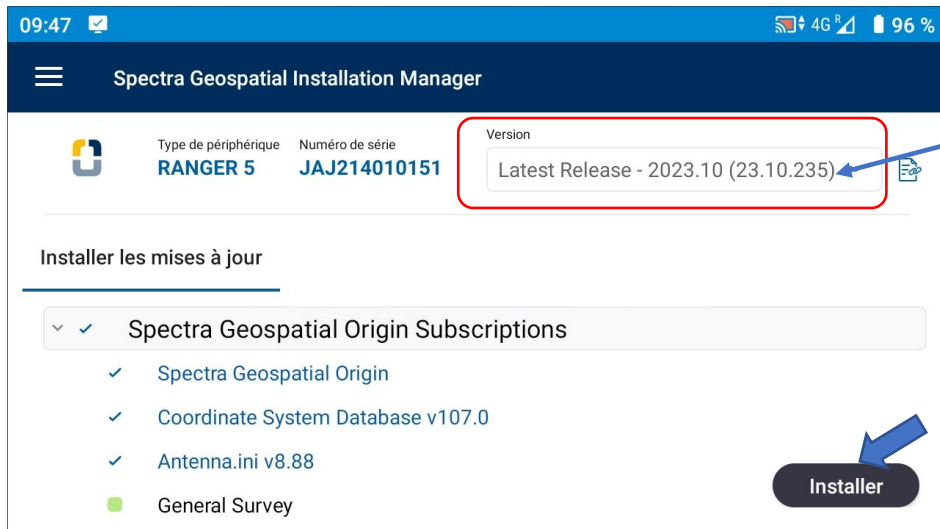 09:47 4G R 96 %
Spectra Geospatial Installation Manager
Type de périphérique Numéro de série Version
RANGER 5 JAJ214010151 Latest Release - 2023.10 (23.10.235)
Installer les mises à jour
Spectra Geospatial Origin Subscriptions
Spectra Geospatial Origin
Coordinate System Database v107.0
Antenna.ini v8.88
Installer
General Survey